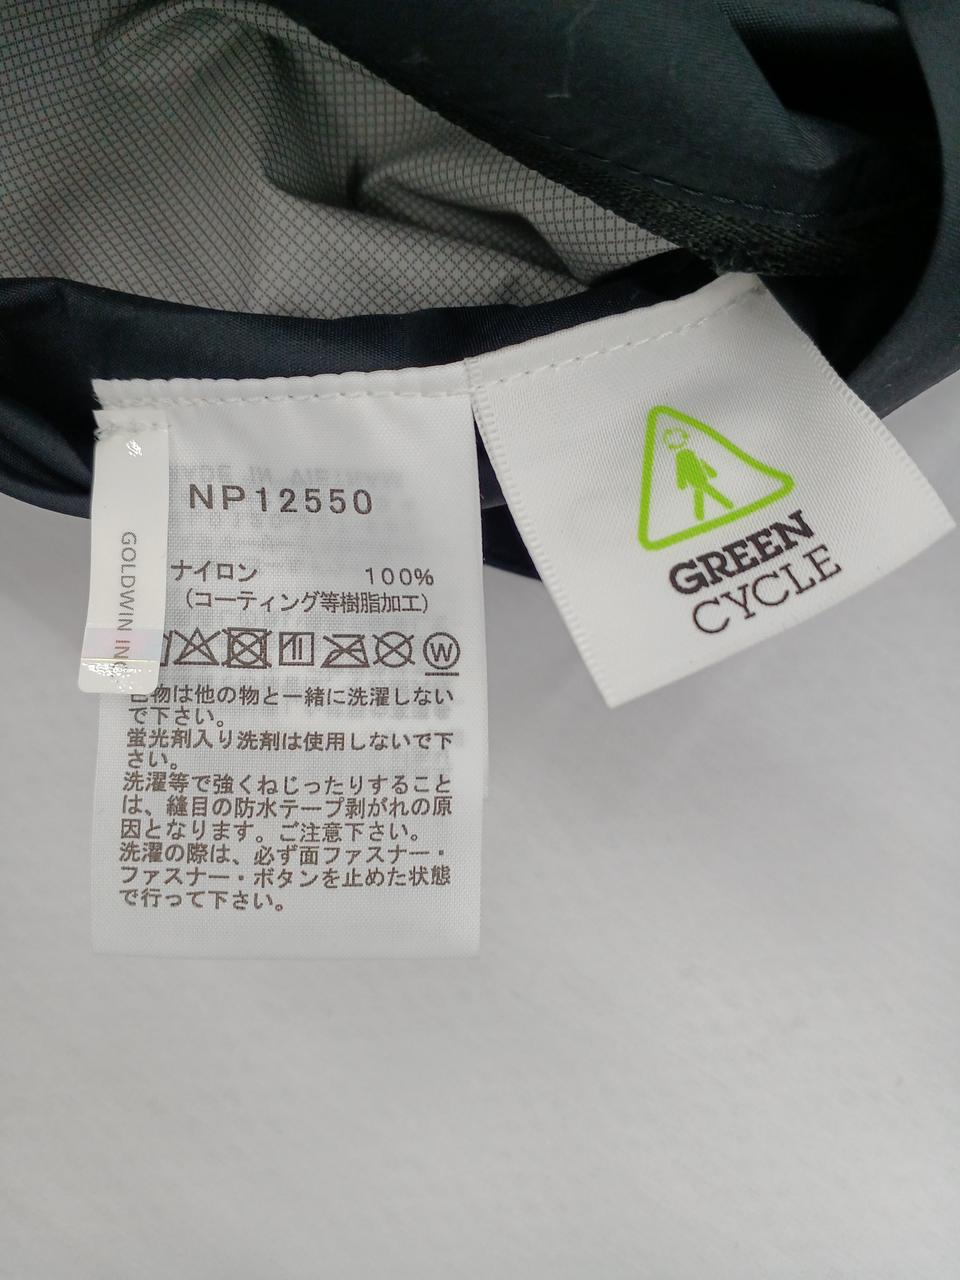 NP12550
GOLDWIN INC
ナイロン 100%
（コーティング等樹脂加工）
W
色物は他の物と一緒に洗濯しない
で下さい。
蛍光剤入り洗剤は使用しないで下
さい。
洗濯等で強くねじったりすること
は、縫目の防水テープ剥がれの原
因となります。ご注意下さい。
洗濯の際は、必ず面ファスナー・
ファスナー・ボタンを止めた状態
で行って下さい。
GREEN
CYCLE